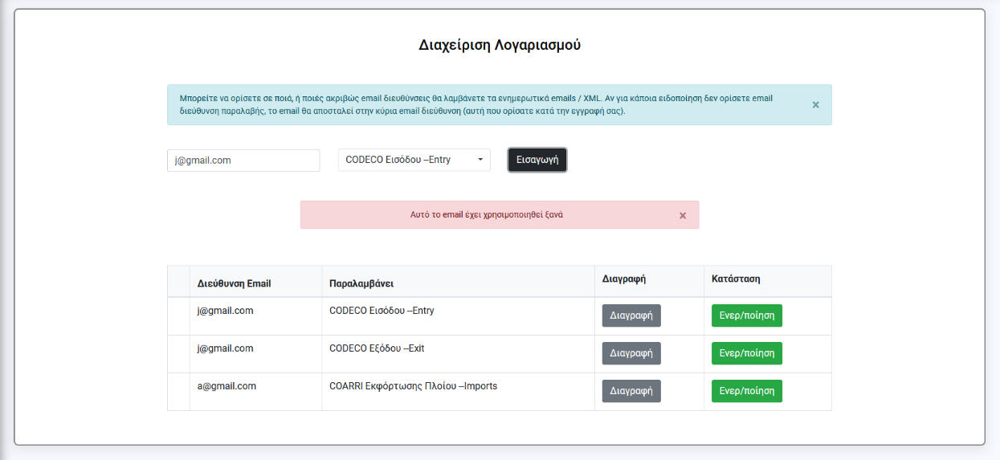 Διαχείριση Λογαριασμού
Μπορείτε να ορίσετε σε ποιά, ή ποιές ακριβώς email διευθύνσεις θα λαμβάνετε τα ενημερωτικά emails / XML. Αν για κάποια ειδοποίηση δεν ορίσετε email
διεύθυνση παραλαβής, το email θα αποσταλεί στην κύρια email διεύθυνση (αυτή που ορίσατε κατά την εγγραφή σας).
×
j@gmail.com CODECO Εισόδου --Entry Εισαγωγή
Αυτό το email έχει χρησιμοποιηθεί ξανά ×
Διεύθυνση Email Παραλαμβάνει Διαγραφή Κατάσταση
j@gmail.com CODECO Εισόδου --Entry Διαγραφή Ενερ/ποίηση
j@gmail.com CODECO Εξόδου --Exit Διαγραφή Ενερ/ποίηση
a@gmail.com COARRI Εκφόρτωσης Πλοίου --Imports Διαγραφή Ενερ/ποίηση